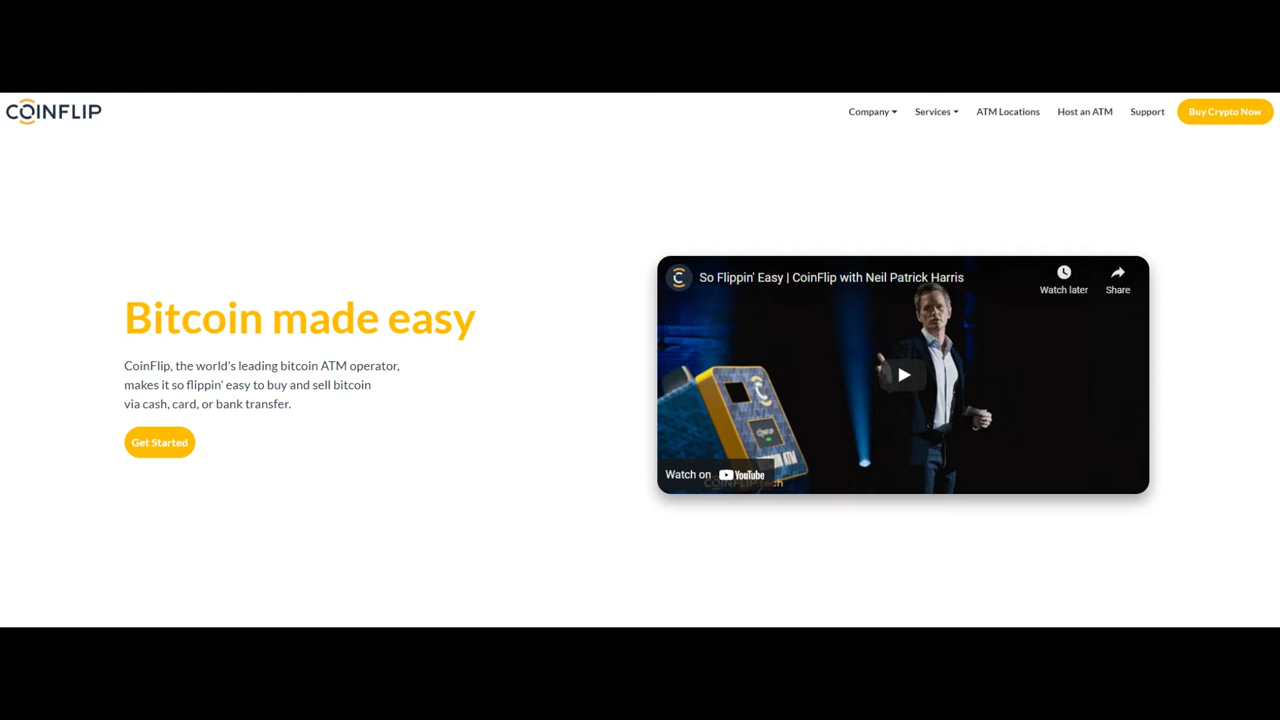 COINFLIP
Company
Services
ATM Locations
Host an ATM
Support
Buy Crypto Now
Bitcoin made easy
CoinFlip, the world's leading bitcoin ATM operator,
makes it so flippin' easy to buy and sell bitcoin
via cash, card, or bank transfer.
Get Started
So Flippin' Easy | CoinFlip with Neil Patrick Harris
Watch later
Share
COINFLIP
Watch on YouTube